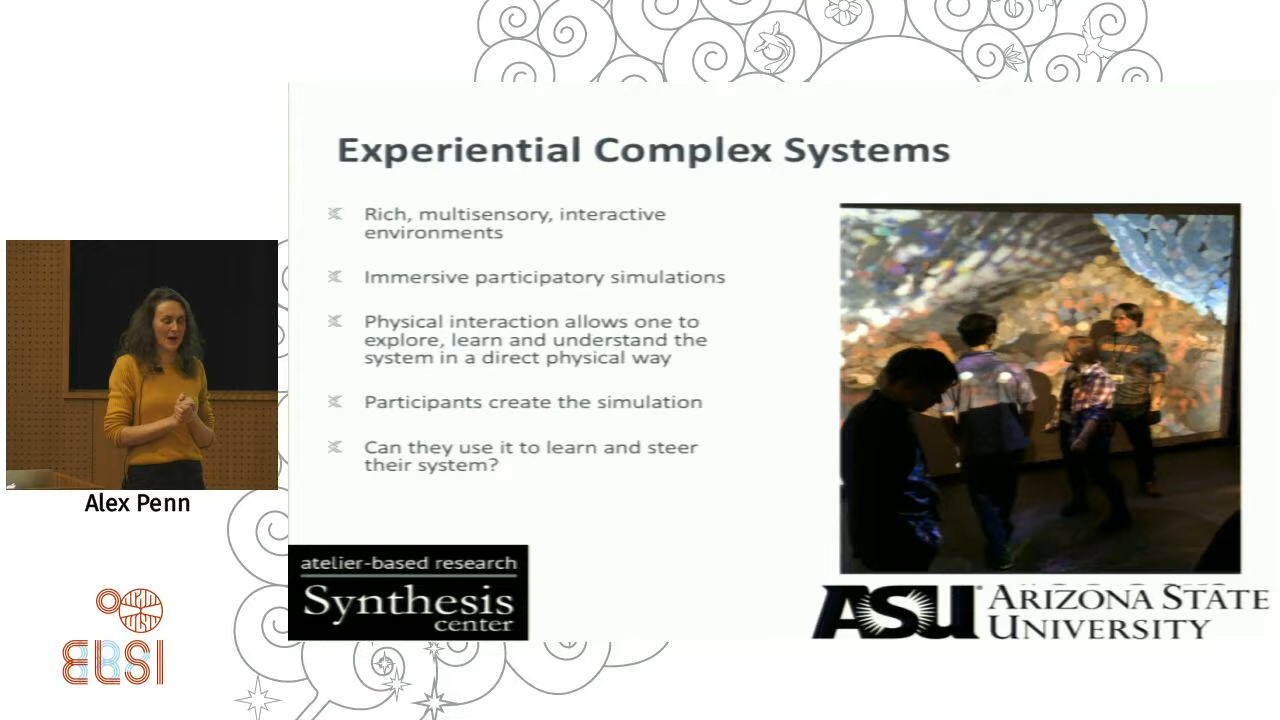 Experiential Complex Systems
Rich, multisensory, interactive
environments
Immersive participatory simulations
Physical interaction allows one to
explore, learn and understand the
system in a direct physical way
Participants create the simulation
Can they use it to learn and steer
their system?
Alex Penn
atelier-based research
Synthesis
center
ASU ARIZONA STATE
UNIVERSITY
ELSI